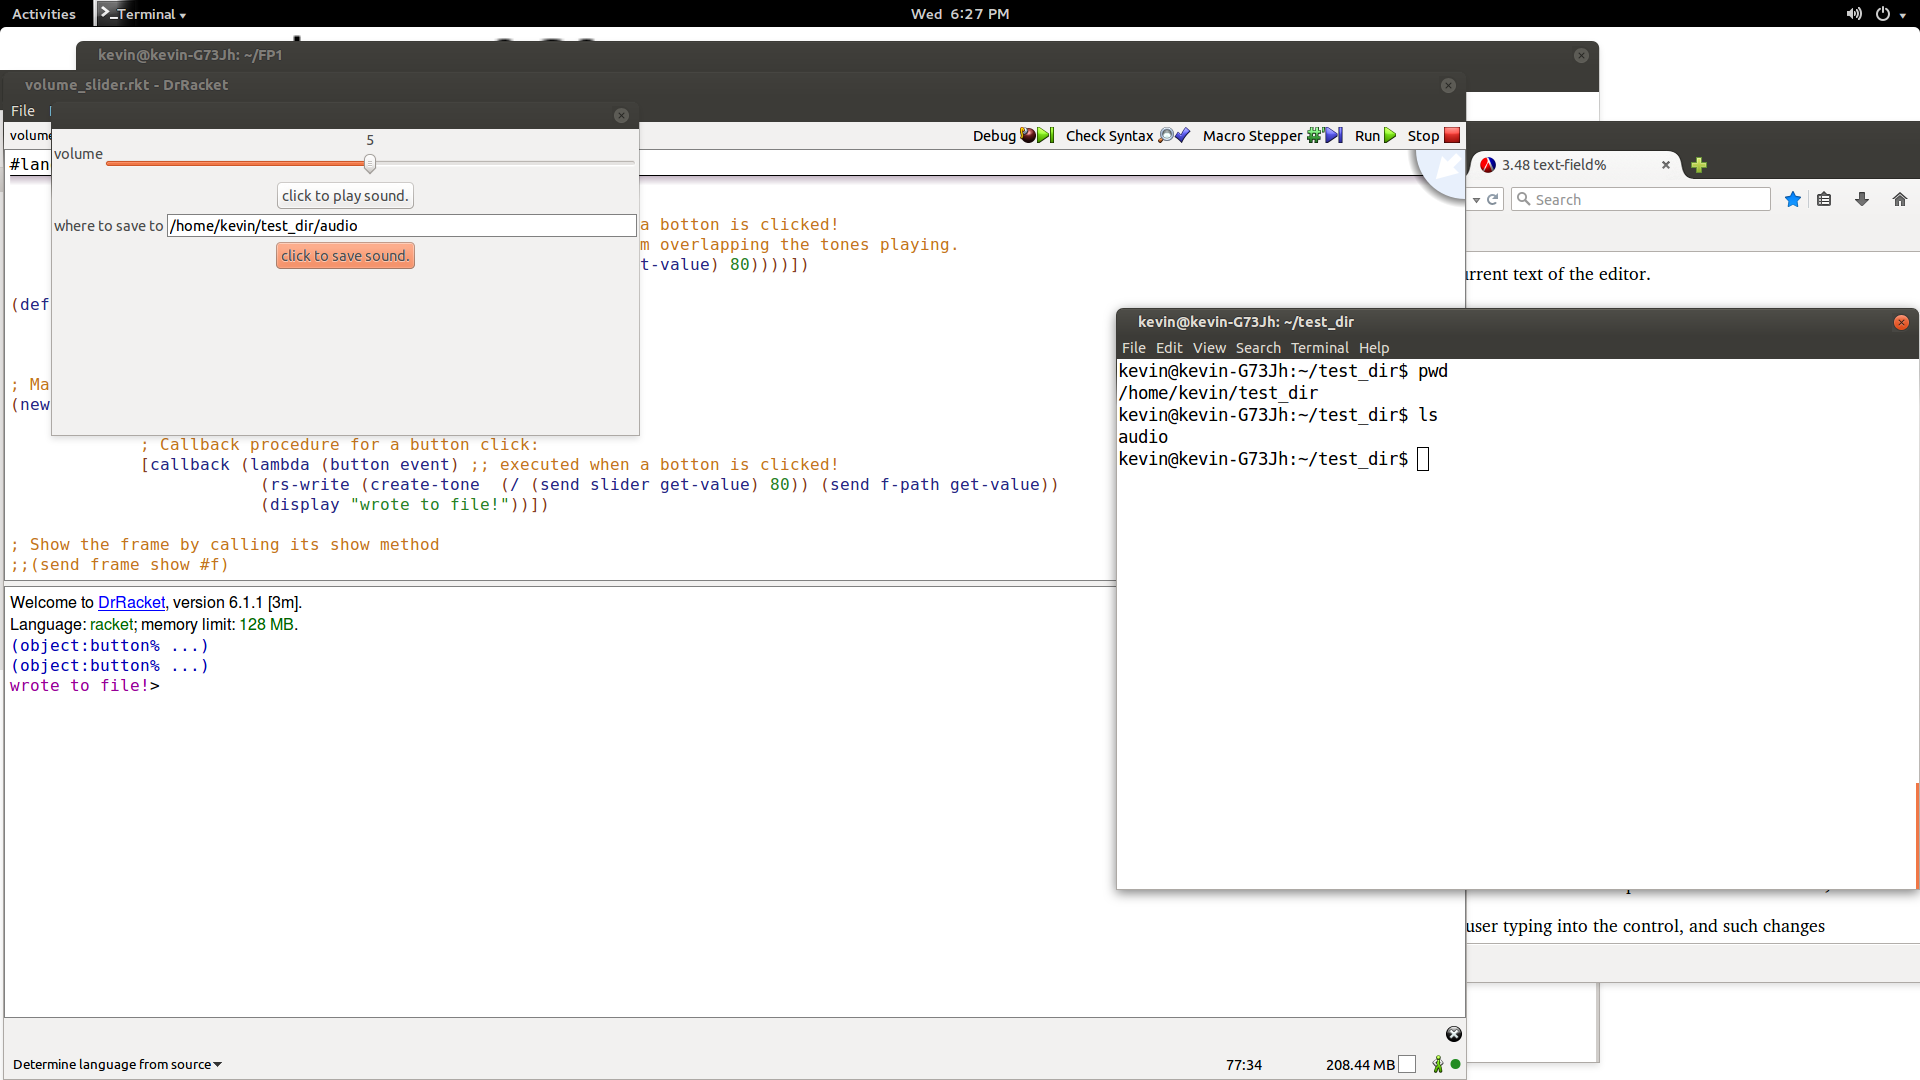 Activities
Terminal
Wed 6:27 PM
kevin@kevin-G73Jh: ~/FP1
volume_slider.rkt - DrRacket
File
Debug
Check Syntax
Macro Stepper
Run
Stop
#lan
5
volume
click to play sound.
where to save to /home/kevin/test_dir/audio
click to save sound.
a botton is clicked!
overlapping the tones playing.
t-value) 80))))])
(def
; Ma
(new
; Callback procedure for a button click:
[callback (lambda (button event) ;; executed when a botton is clicked!
(rs-write (create-tone (/ (send slider get-value) 80)) (send f-path get-value))
(display "wrote to file!"))])
; Show the frame by calling its show method
;;(send frame show #f)
Welcome to DrRacket, version 6.1.1 [3m].
Language: racket; memory limit: 128 MB.
(object:button% ...)
(object:button% ...)
wrote to file!>
Determine language from source
77:34
208.44 MB
3.48 text-field%
Search
text of the editor.
kevin@kevin-G73Jh: ~/test_dir
File Edit View Search Terminal Help
kevin@kevin-G73Jh:~/test_dir$ pwd
/home/kevin/test_dir
kevin@kevin-G73Jh:~/test_dir$ ls
audio
kevin@kevin-G73Jh:~/test_dir$
user typing into the control, and such changes